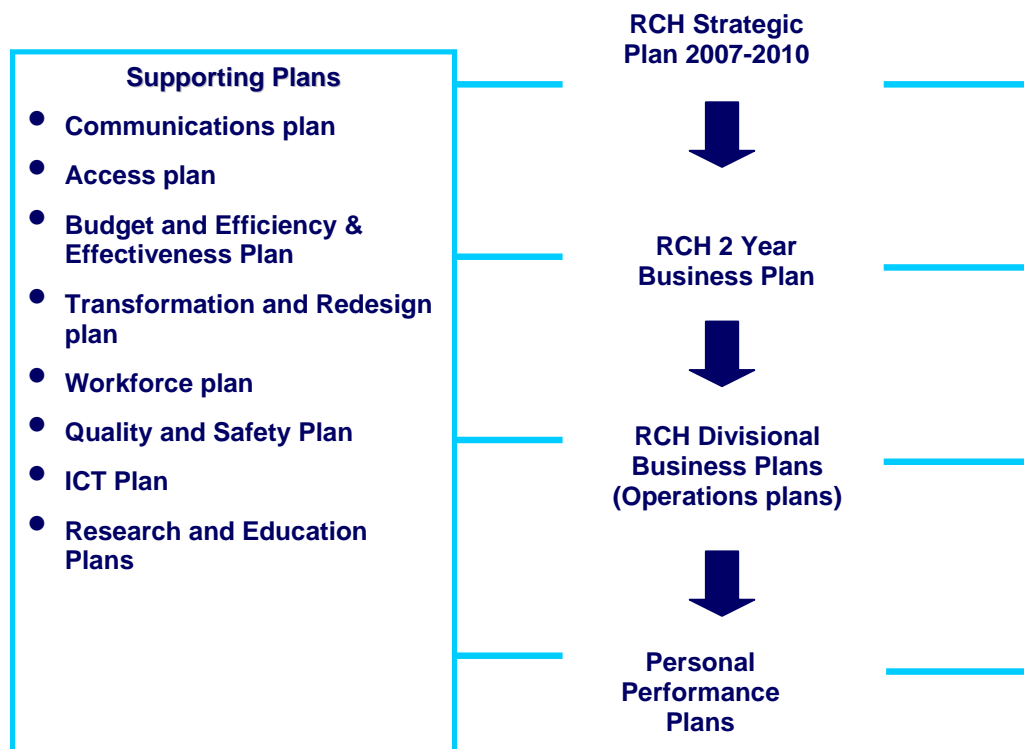 Supporting Plans
• Communications plan
• Access plan
• Budget and Efficiency &
Effectiveness Plan
• Transformation and Redesign
plan
• Workforce plan
• Quality and Safety Plan
• ICT Plan
• Research and Education
Plans
RCH Strategic
Plan 2007-2010
RCH 2 Year
Business Plan
RCH Divisional
Business Plans
(Operations plans)
Personal
Performance
Plans